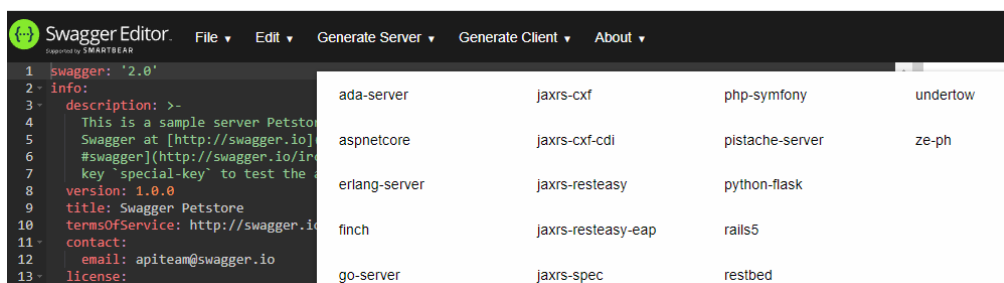 Swagger Editor. File ▾ Edit ▾ Generate Server ▾ Generate Client ▾ About ▾
Supported by SMARTBEAR
1 swagger: '2.0'
2 info:
3 description: >-
4 This is a sample server Petstor
5 Swagger at [http://swagger.io](
6 #swagger](http://swagger.io/irc
7 key `special-key` to test the a
8 version: 1.0.0
9 title: Swagger Petstore
10 termsOfService: http://swagger.io
11 contact:
12 email: apiteam@swagger.io
13 license:
ada-server jaxrs-cxf php-symfony undertow
aspnetcore jaxrs-cxf-cdi pistache-server ze-ph
erlang-server jaxrs-resteasy python-flask
finch jaxrs-resteasy-eap rails5
go-server jaxrs-spec restbed